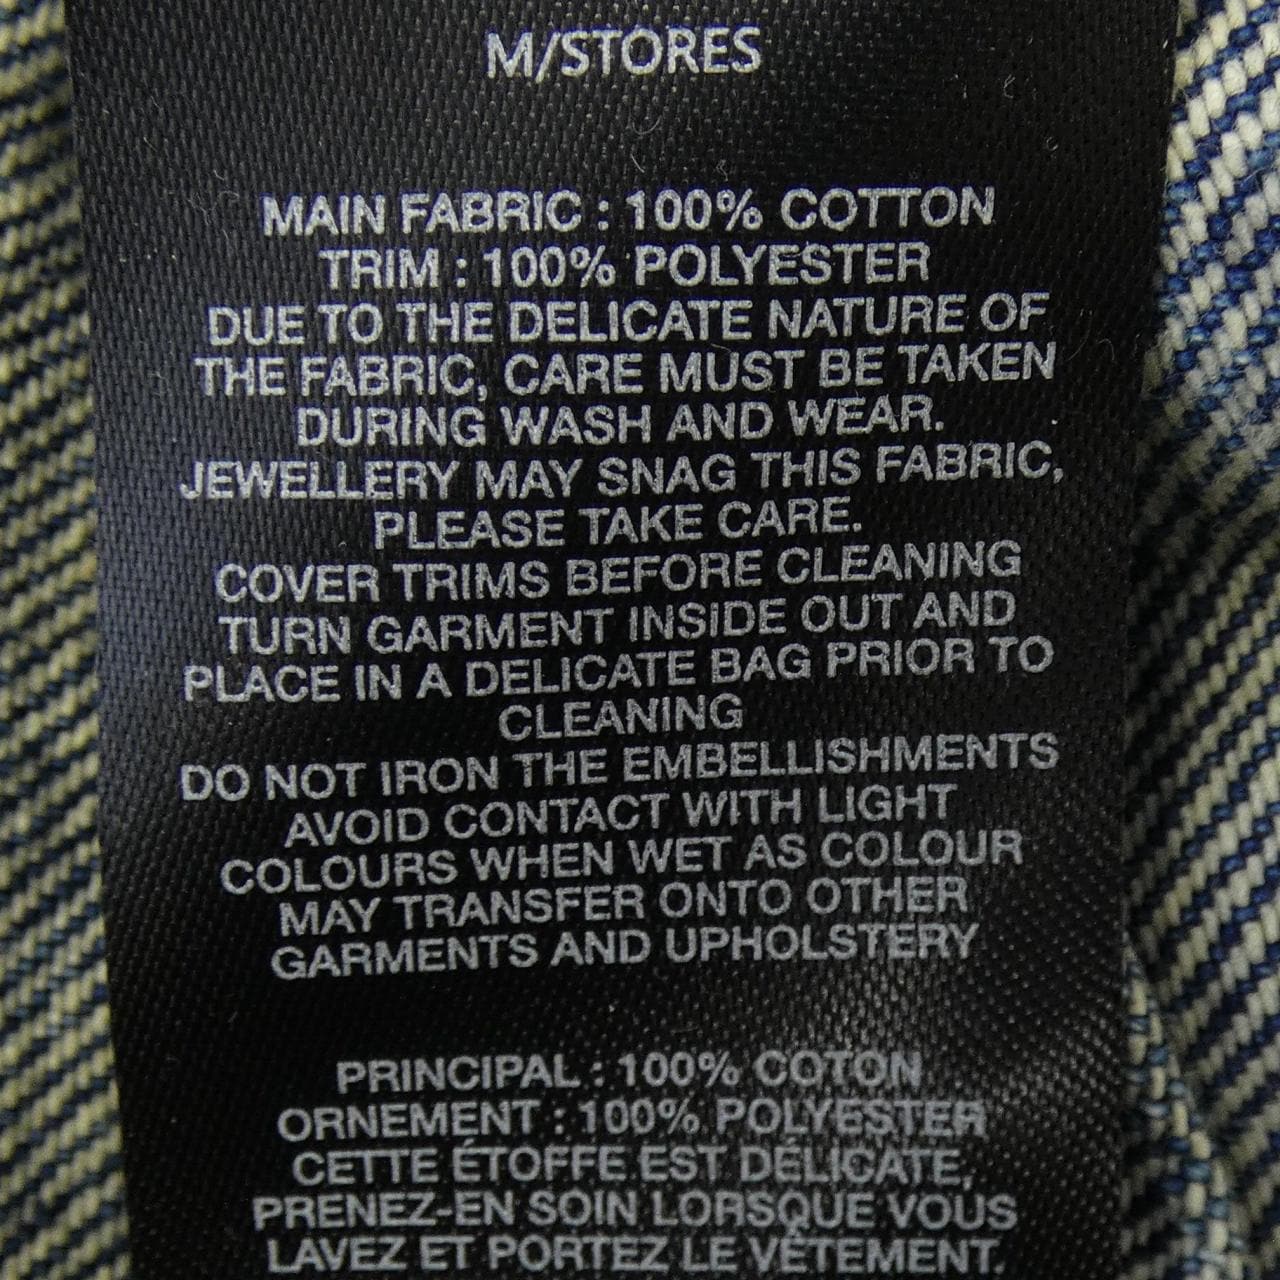 M/STORES
MAIN FABRIC : 100% COTTON
TRIM : 100% POLYESTER
DUE TO THE DELICATE NATURE OF
THE FABRIC, CARE MUST BE TAKEN
DURING WASH AND WEAR.
JEWELLERY MAY SNAG THIS FABRIC,
PLEASE TAKE CARE.
COVER TRIMS BEFORE CLEANING
TURN GARMENT INSIDE OUT AND
PLACE IN A DELICATE BAG PRIOR TO
CLEANING
DO NOT IRON THE EMBELLISHMENTS
AVOID CONTACT WITH LIGHT
COLOURS WHEN WET AS COLOUR
MAY TRANSFER ONTO OTHER
GARMENTS AND UPHOLSTERY
PRINCIPAL : 100% COTON
ORNEMENT : 100% POLYESTER
CETTE ÉTOFFE EST DÉLICATE,
PRENEZ-EN SOIN LORSQUE VOUS
LAVEZ ET PORTEZ LE VÊTEMENT.